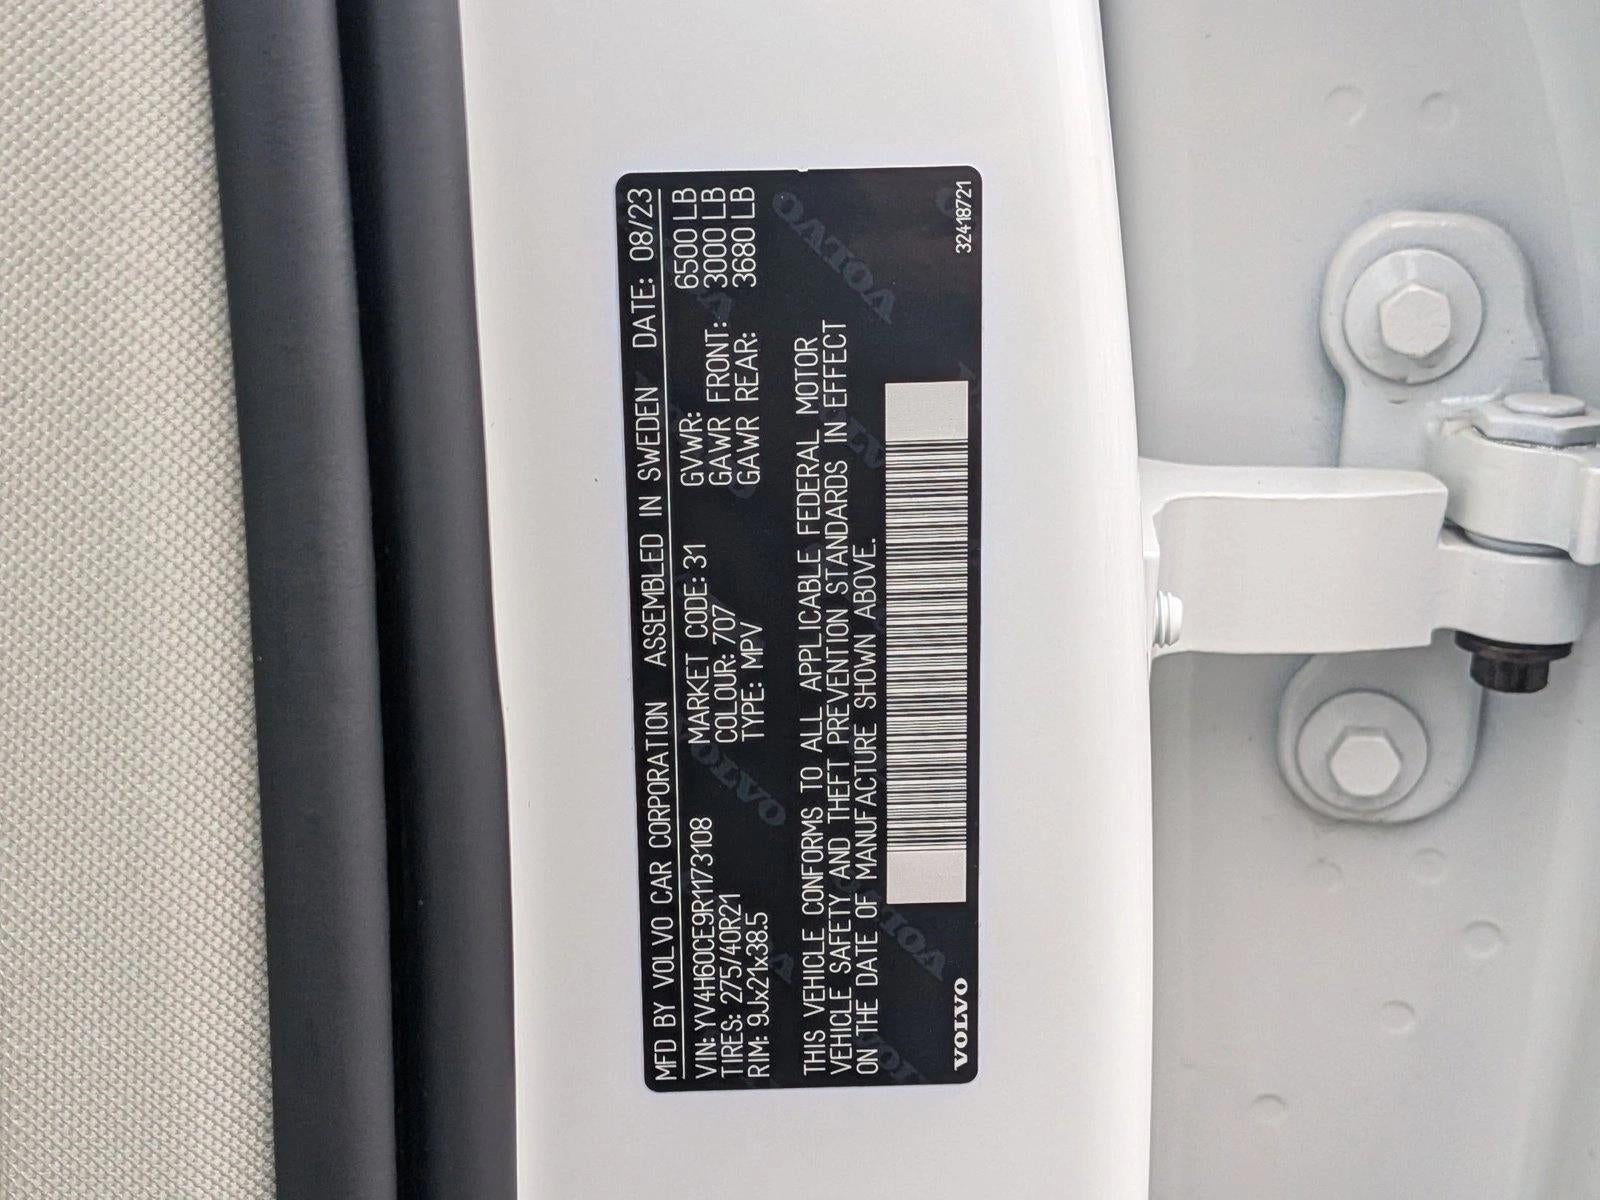 MFD BY VOLVO CAR CORPORATION ASSEMBLED IN SWEDEN DATE: 08/23
VIN: YV4H60CE9R1173108 MARKET CODE: 31 GVWR: 6500 LB
TIRES: 275/40R21 COLOUR: 707 GAWR FRONT: 3000 LB
RIM: 9Jx21x38.5 TYPE: MPV GAWR REAR: 3680 LB
THIS VEHICLE CONFORMS TO ALL APPLICABLE FEDERAL MOTOR
VEHICLE SAFETY AND THEFT PREVENTION STANDARDS IN EFFECT
ON THE DATE OF MANUFACTURE SHOWN ABOVE.
VOLVO 32418721